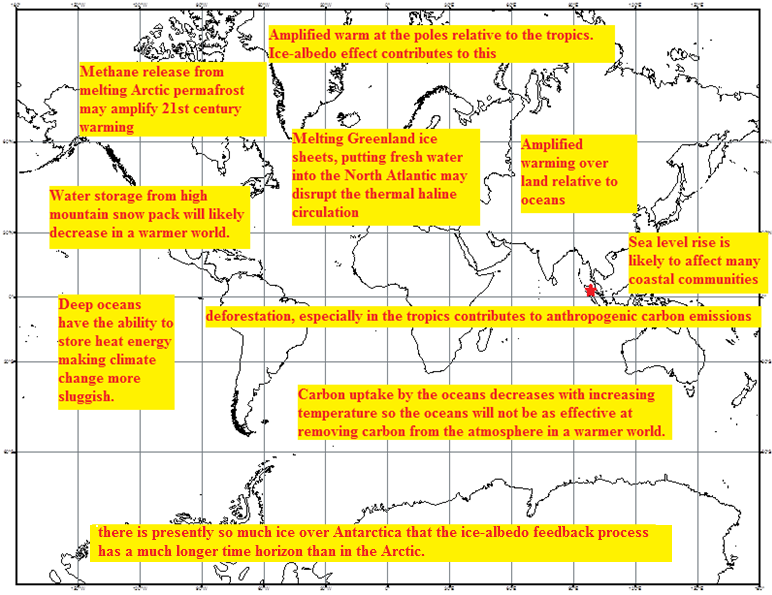 Amplified warm at the poles relative to the tropics.
Ice-albedo effect contributes to this
Methane release from
melting Arctic permafrost
may amplify 21st century
warming
Melting Greenland ice
sheets, putting fresh water
into the North Atlantic may
disrupt the thermal haline
circulation
Amplified
warming over
land relative to
oceans
Water storage from high
mountain snow pack will likely
decrease in a warmer world.
Sea level rise is
likely to affect many
coastal communities
Deep oceans
have the ability to
store heat energy
making climate
change more
sluggish.
deforestation, especially in the tropics contributes to anthropogenic carbon emissions
Carbon uptake by the oceans decreases with increasing
temperature so the oceans will not be as effective at
removing carbon from the atmosphere in a warmer world.
there is presently so much ice over Antarctica that the ice-albedo feedback process
has a much longer time horizon than in the Arctic.